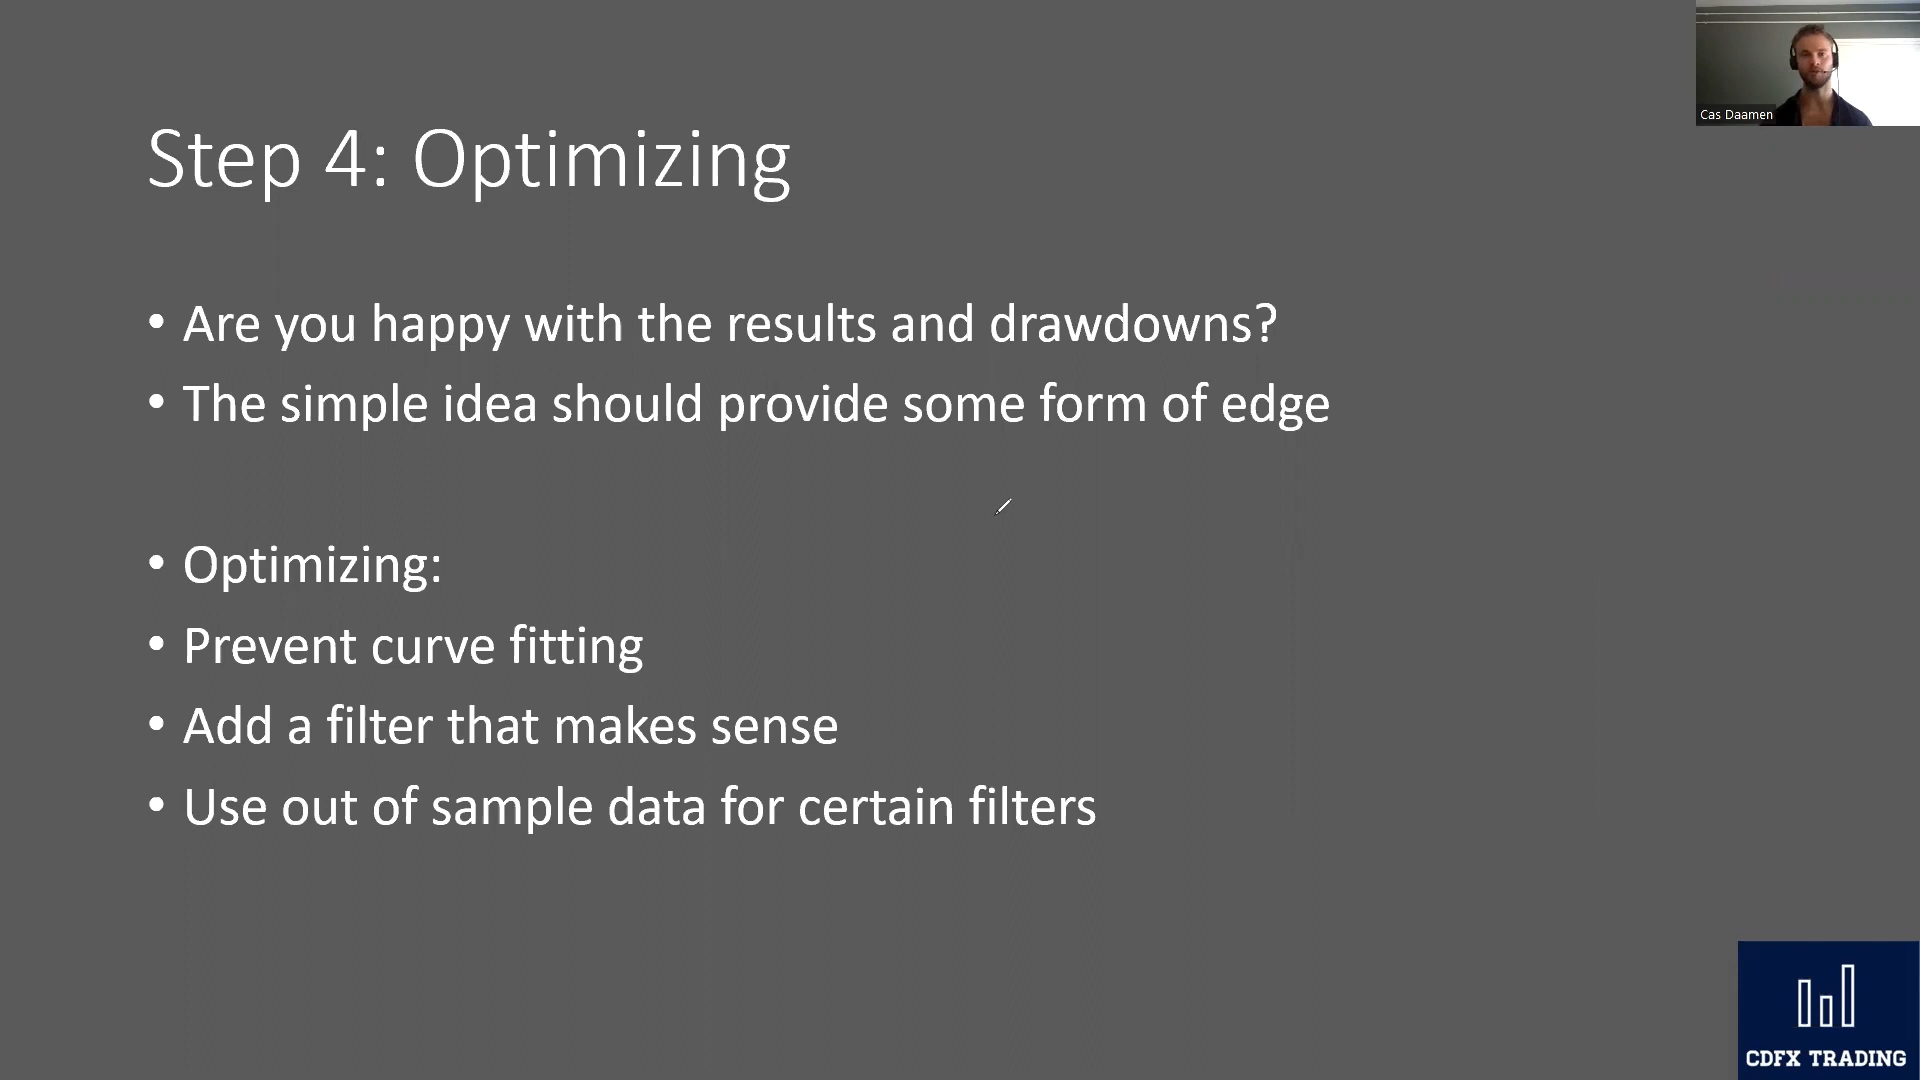 Cas Daamen
Step 4: Optimizing
• Are you happy with the results and drawdowns?
• The simple idea should provide some form of edge
• Optimizing:
• Prevent curve fitting
• Add a filter that makes sense
• Use out of sample data for certain filters
CDFX TRADING